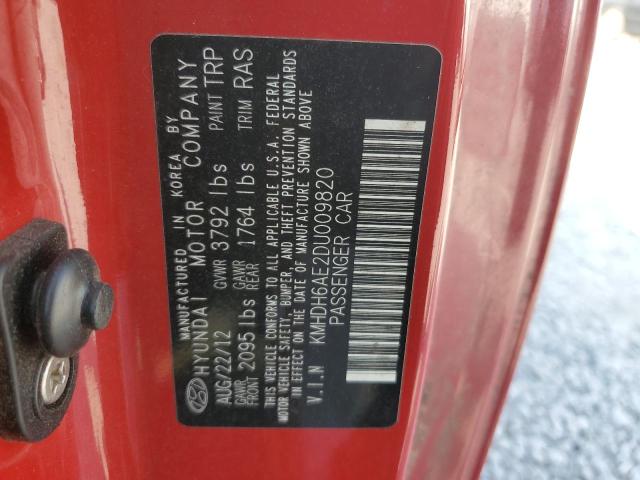 MANUFACTURED IN KOREA BY
HYUNDAI MOTOR COMPANY
AUG/22/12 GVWR 3792 lbs PAINT TRP
GAWR FRONT 2095 lbs GAWR REAR 1764 lbs TRIM RAS
THIS VEHICLE CONFORMS TO ALL APPLICABLE U.S.A. FEDERAL
MOTOR VEHICLE SAFETY, BUMPER, AND THEFT PREVENTION STANDARDS
IN EFFECT ON THE DATE OF MANUFACTURE SHOWN ABOVE
V.I.N KMHDH6AE2DU009820
PASSENGER CAR